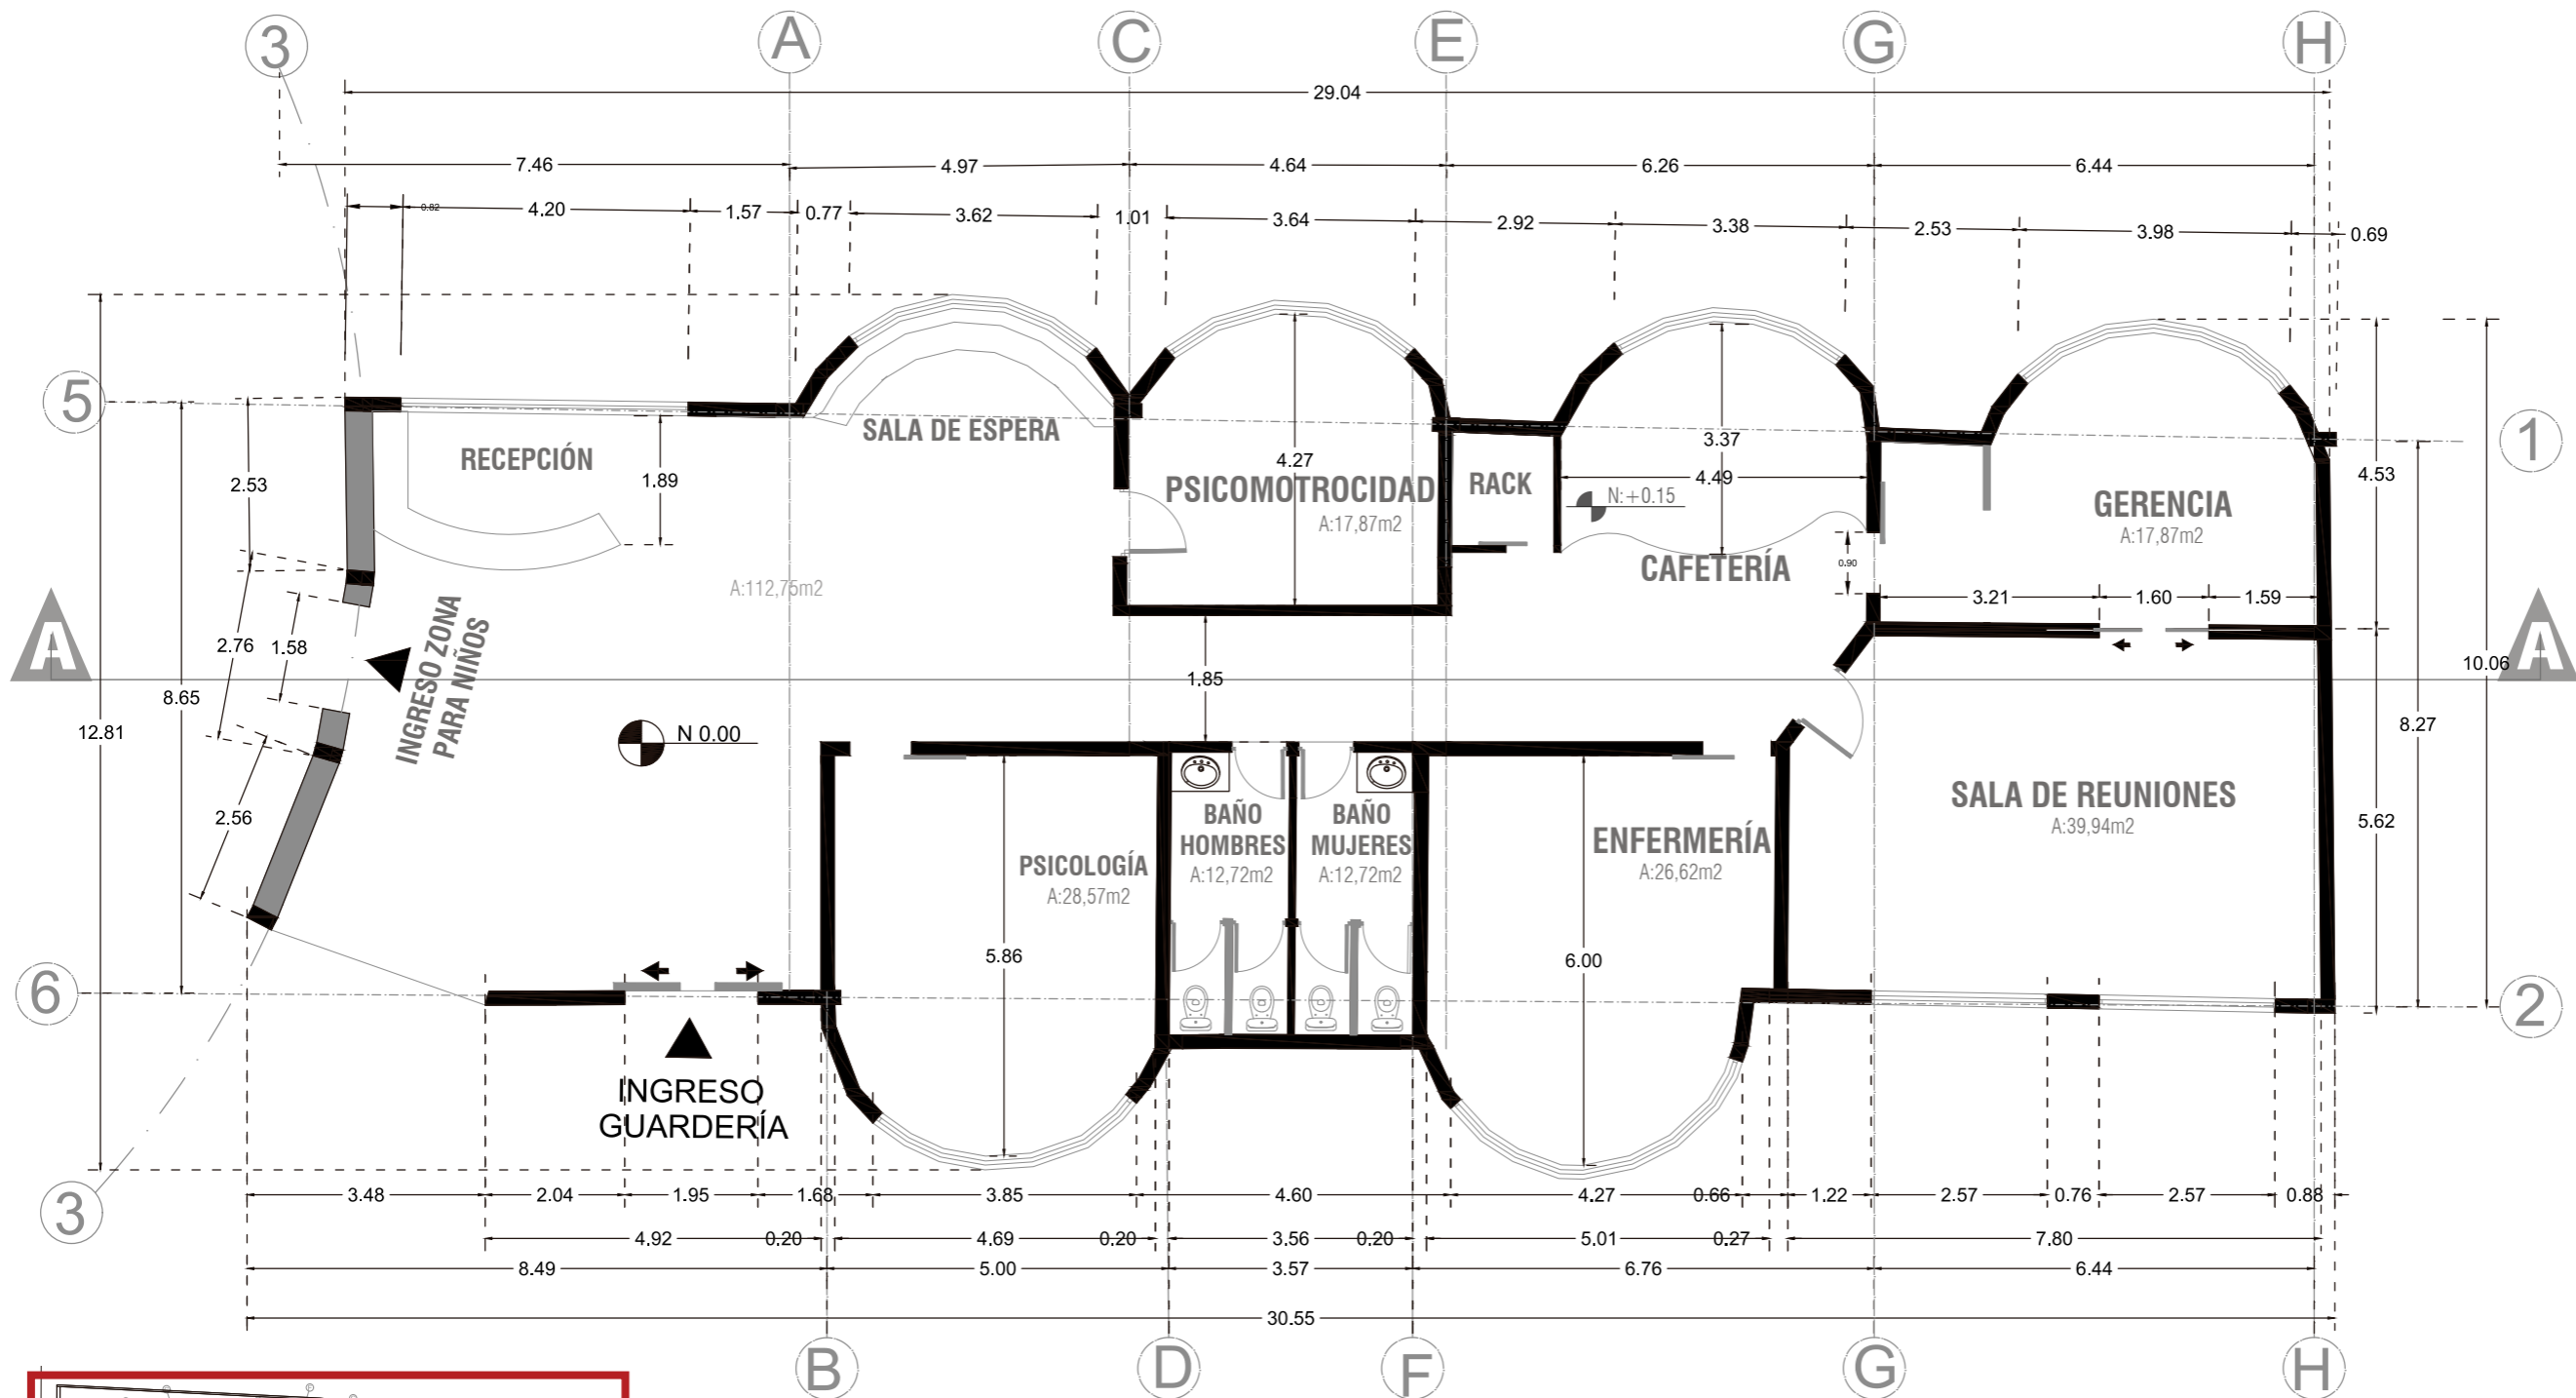 3
A
C
E
G
H
29.04
7.46
4.97
4.64
6.26
6.44
0.82
4.20
1.57
0.77
3.62
1.01
3.64
2.92
3.38
2.53
3.98
0.69
5
1
RECEPCIÓN
SALA DE ESPERA
PSICOMOTROCIDAD
A:17,87m2
RACK
N:+0.15
CAFETERÍA
GERENCIA
A:17,87m2
2.53
1.89
4.27
3.37
4.49
4.53
0.90
A:112,75m2
3.21
1.60
1.59
INGRESO ZONA
PARA NIÑOS
2.76
1.58
8.65
12.81
2.56
A
A
1.85
10.06
8.27
5.62
N 0.00
BAÑO
HOMBRES
A:12,72m2
BAÑO
MUJERES
A:12,72m2
PSICOLOGÍA
A:28,57m2
ENFERMERÍA
A:26,62m2
SALA DE REUNIONES
A:39,94m2
5.86
6.00
6
2
INGRESO
GUARDERÍA
3
3.48
2.04
1.95
1.68
3.85
4.60
4.27
0.66
1.22
2.57
0.76
2.57
0.88
4.92
0.20
4.69
0.20
3.56
0.20
5.01
0.27
7.80
8.49
5.00
3.57
6.76
6.44
30.55
B
D
F
G
H